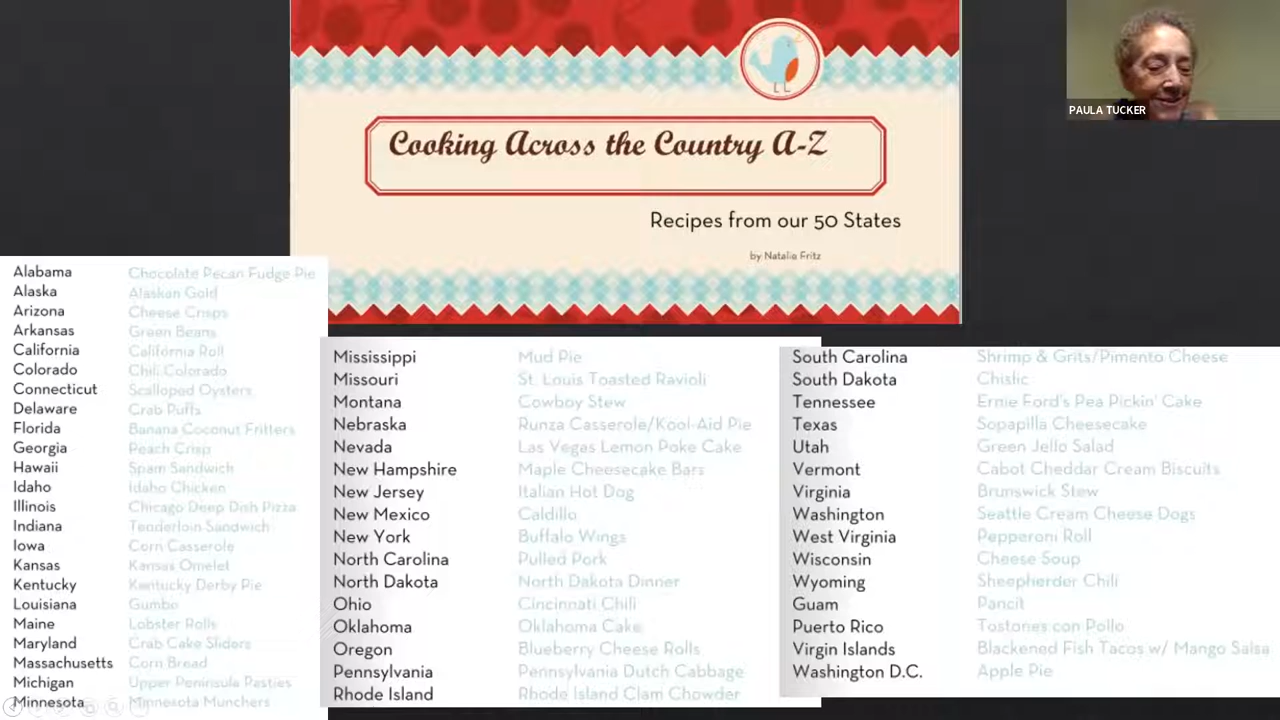 PAULA TUCKER
Cooking Across the Country A-Z
Recipes from our 50 States
by Natalia Fritz
Alabama Chocolate Pecan Fudge Pie
Alaska Alaskan Gold
Arizona Cheese Crisps
Arkansas Green Beans
California California Roll
Colorado Chili Colorado
Connecticut Scalloped Oysters
Delaware Crab Puffs
Florida Banana Coconut Fritters
Georgia Peach Crisp
Hawaii Spam Sandwich
Idaho Idaho Chicken
Illinois Chicago Deep Dish Pizza
Indiana Tenderloin Sandwich
Iowa Corn Casserole
Kansas Kansas Omelet
Kentucky Kentucky Derby Pie
Louisiana Gumbo
Maine Lobster Rolls
Maryland Crab Cake Sliders
Massachusetts Corn Bread
Michigan Upper Peninsula Pasties
Minnesota Minnesota Munchers
Mississippi Mud Pie
Missouri St. Louis Toasted Ravioli
Montana Cowboy Stew
Nebraska Runza Casserole/Kool-Aid Pie
Nevada Las Vegas Lemon Poke Cake
New Hampshire Maple Cheesecake Bars
New Jersey Italian Hot Dog
New Mexico Caldillo
New York Buffalo Wings
North Carolina Pulled Pork
North Dakota North Dakota Dinner
Ohio Cincinnati Chili
Oklahoma Oklahoma Cake
Oregon Blueberry Cheese Rolls
Pennsylvania Pennsylvania Dutch Cabbage
Rhode Island Rhode Island Clam Chowder
South Carolina Shrimp & Grits/Pimento Cheese
South Dakota Chislic
Tennessee Ernie Ford's Pea Pickin' Cake
Texas Sopapilla Cheesecake
Utah Green Jello Salad
Vermont Cabot Cheddar Cream Biscuits
Virginia Brunswick Stew
Washington Seattle Cream Cheese Dogs
West Virginia Pepperoni Roll
Wisconsin Cheese Soup
Wyoming Sheepherder Chili
Guam Pancit
Puerto Rico Tostones con Pollo
Virgin Islands Blackened Fish Tacos w/ Mango Salsa
Washington D.C. Apple Pie